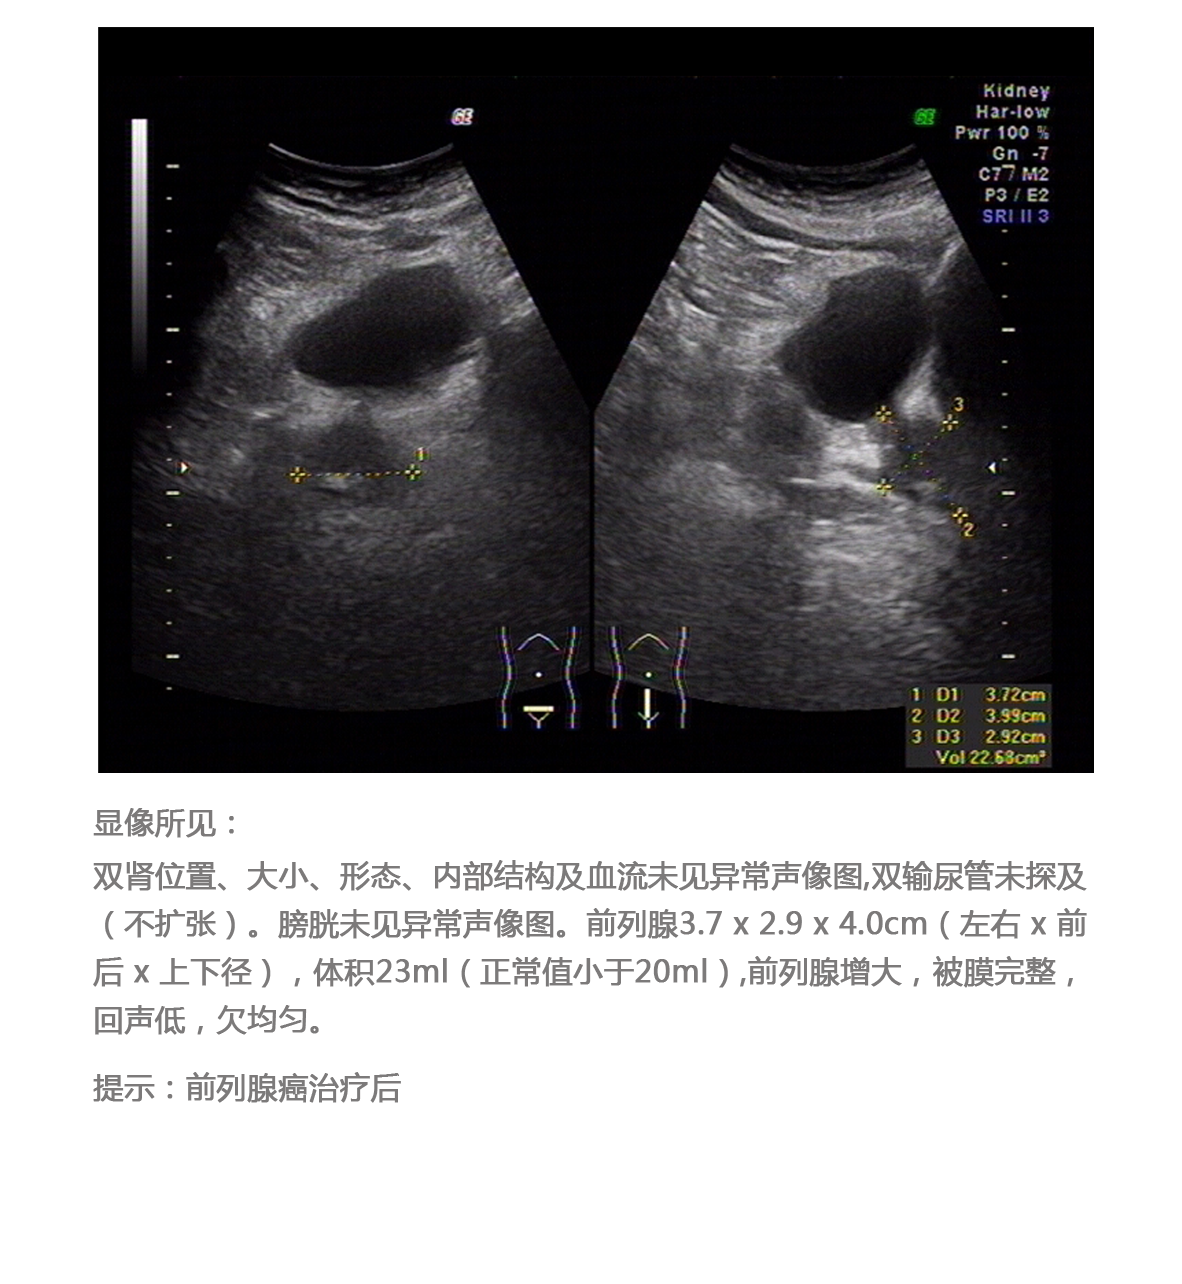 GE
GE
Kidney
Har-low
Pwr 100 %
Gn -7
C7 / M2
P3 / E2
SRI II 3
1
3
2
1 D1 3.72cm
2 D2 3.99cm
3 D3 2.92cm
Vol 22.68cm³
显像所见：
双肾位置、大小、形态、内部结构及血流未见异常声像图,双输尿管未探及
（不扩张）。膀胱未见异常声像图。前列腺3.7 x 2.9 x 4.0cm（左右 x 前
后 x 上下径），体积23ml（正常值小于20ml）,前列腺增大，被膜完整，
回声低，欠均匀。
提示：前列腺癌治疗后